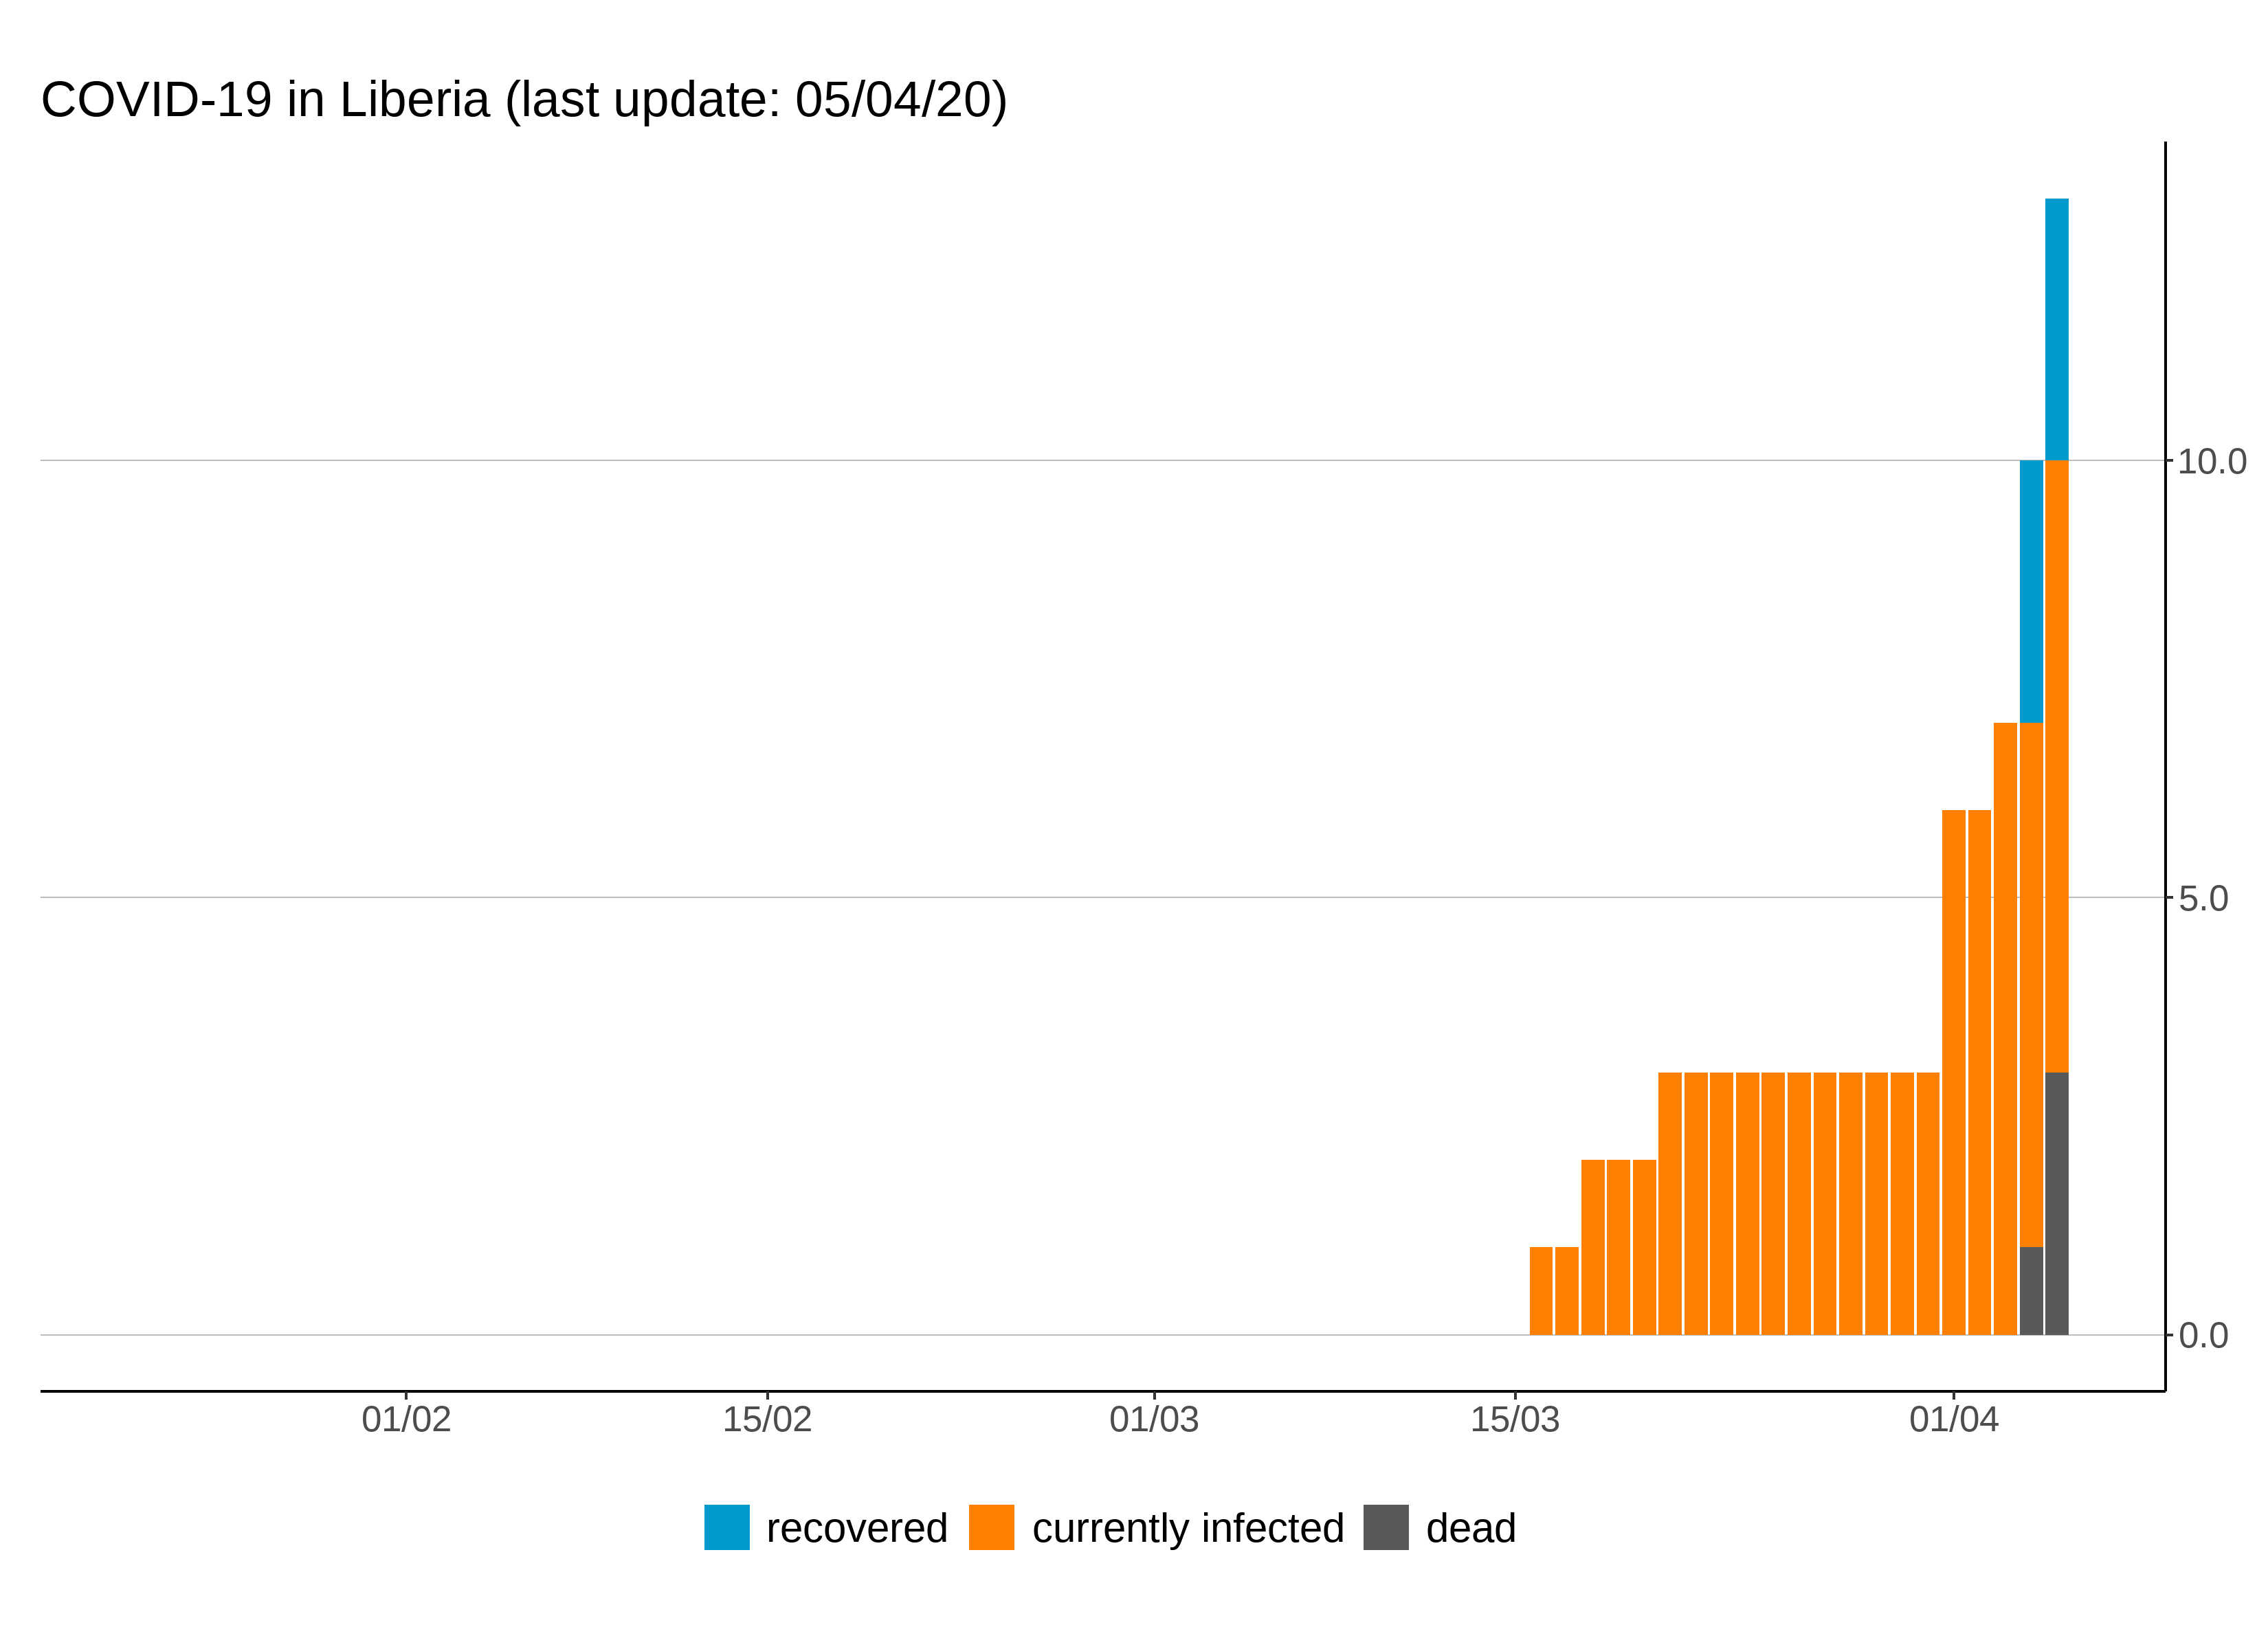 COVID-19 in Liberia (last update: 05/04/20)
10.0
5.0
0.0
01/02 15/02 01/03 15/03 01/04
recovered currently infected dead